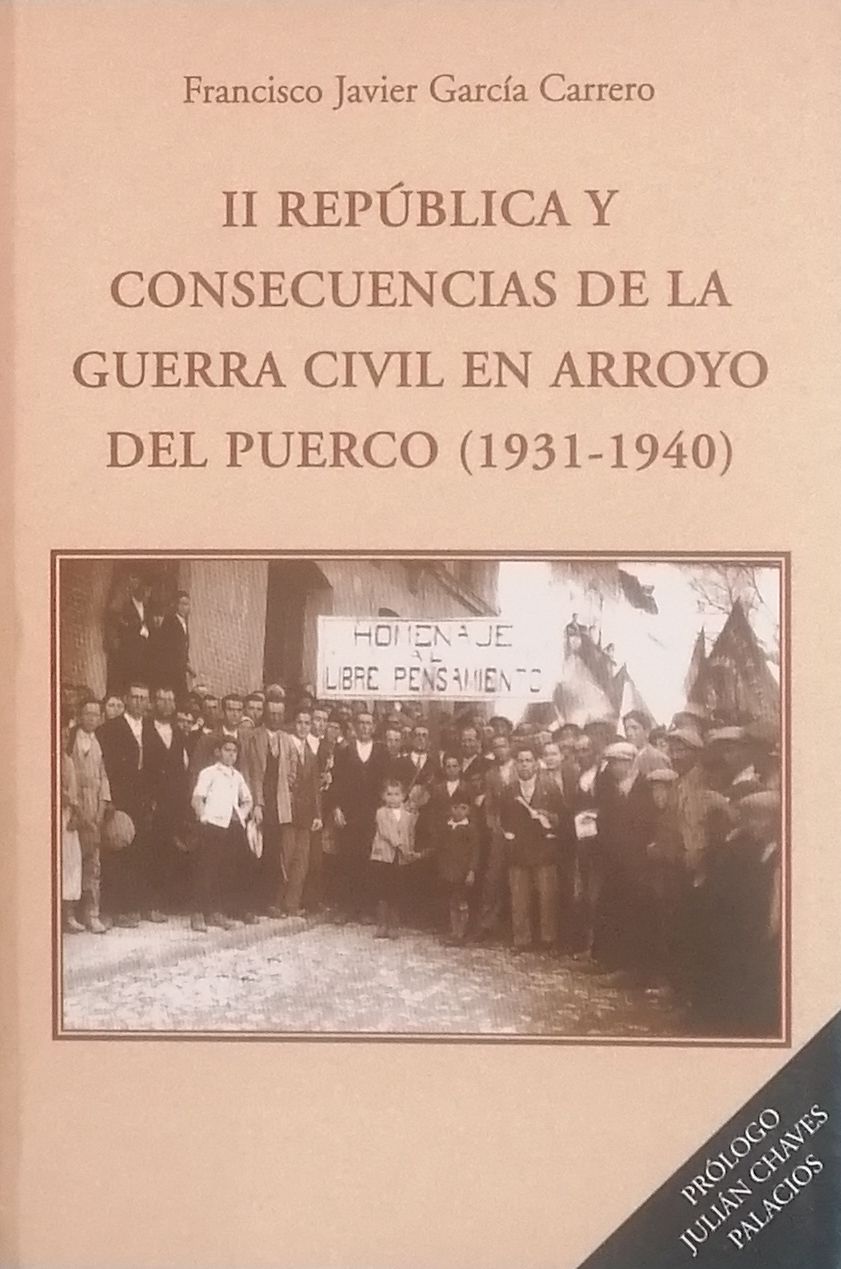 Francisco Javier García Carrero
II REPÚBLICA Y
CONSECUENCIAS DE LA
GUERRA CIVIL EN ARROYO
DEL PUERCO (1931-1940)
HOMENAJE
AL
LIBRE PENSAMIENTO
PRÓLOGO
JULIÁN CHAVES
PALACIOS